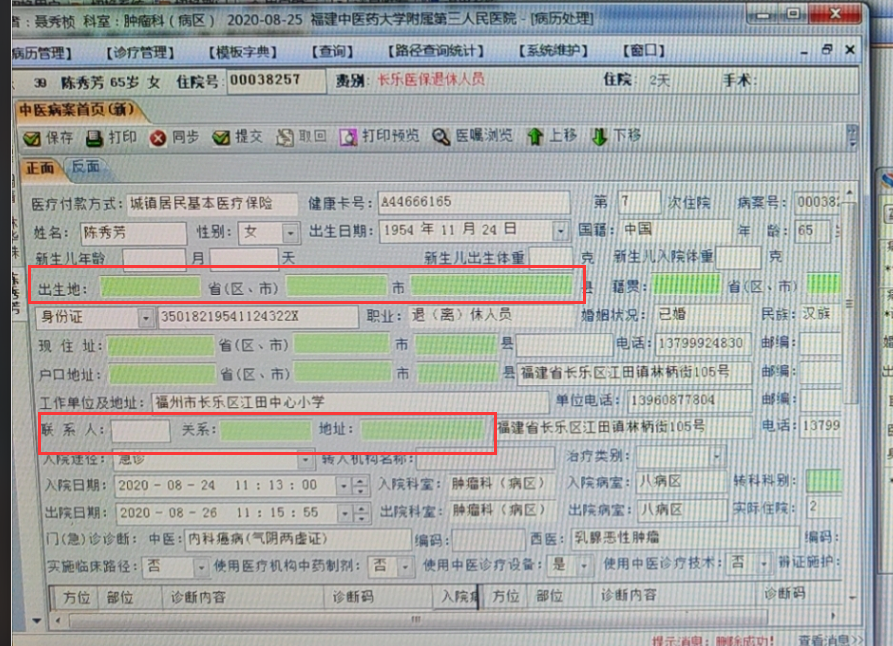 ：聂秀桢 科室：肿瘤科（病区） 2020-08-25 福建中医药大学附属第三人民医院 - [病历处理]
病历管理】 【诊疗管理】 【模板字典】 【查询】 【路径查询统计】 【系统维护】 【窗口】
39 陈秀芳 65岁 女 住院号: 00038257 费别: 长乐医保退休人员 住院: 2天 手术:
中医病案首页(新)
保存 打印 同步 提交 取回 打印预览 医嘱浏览 上移 下移
正面 反面
医疗付款方式: 城镇居民基本医疗保险 健康卡号: A44666165 第 7 次住院 病案号: 00038
姓名: 陈秀芳 性别: 女 出生日期: 1954 年 11 月 24 日 国籍: 中国 年 龄: 65
新生儿年龄 月 天 新生儿出生体重 克 新生儿入院体重 克
出生地: 省(区、市) 市 县 籍贯: 省(区、市)
身份证 35018219541124322X 职业: 退（离）休人员 婚姻状况: 已婚 民族: 汉族
现 住 址: 省(区、市) 市 县 电话: 13799924830 邮编:
户口地址: 省(区、市) 市 县 福建省长乐区江田镇林柄街105号 邮编:
工作单位及地址: 福州市长乐区江田中心小学 单位电话: 13960877804 邮编:
联 系 人: 关系: 地址: 福建省长乐区江田镇林柄街105号 电话: 13799
入院途径: 急诊 转入机构名称: 治疗类别:
入院日期: 2020 - 08 - 24 11 : 13 : 00 入院科室: 肿瘤科（病区） 入院病室: 八病区 转科科别:
出院日期: 2020 - 08 - 26 11 : 15 : 55 出院科室: 肿瘤科（病区） 出院病室: 八病区 实际住院: 2
门(急)诊诊断: 中医: 内科癌病(气阴两虚证) 编码: 西医: 乳腺恶性肿瘤 编码:
实施临床路径: 否 使用医疗机构中药制剂: 否 使用中医诊疗设备: 是 使用中医诊疗技术: 否 辨证施护:
方位 部位 诊断内容 诊断码 入院病 方位 部位 诊断内容 诊断码
提示消息: 删除成功! 查看消息>>